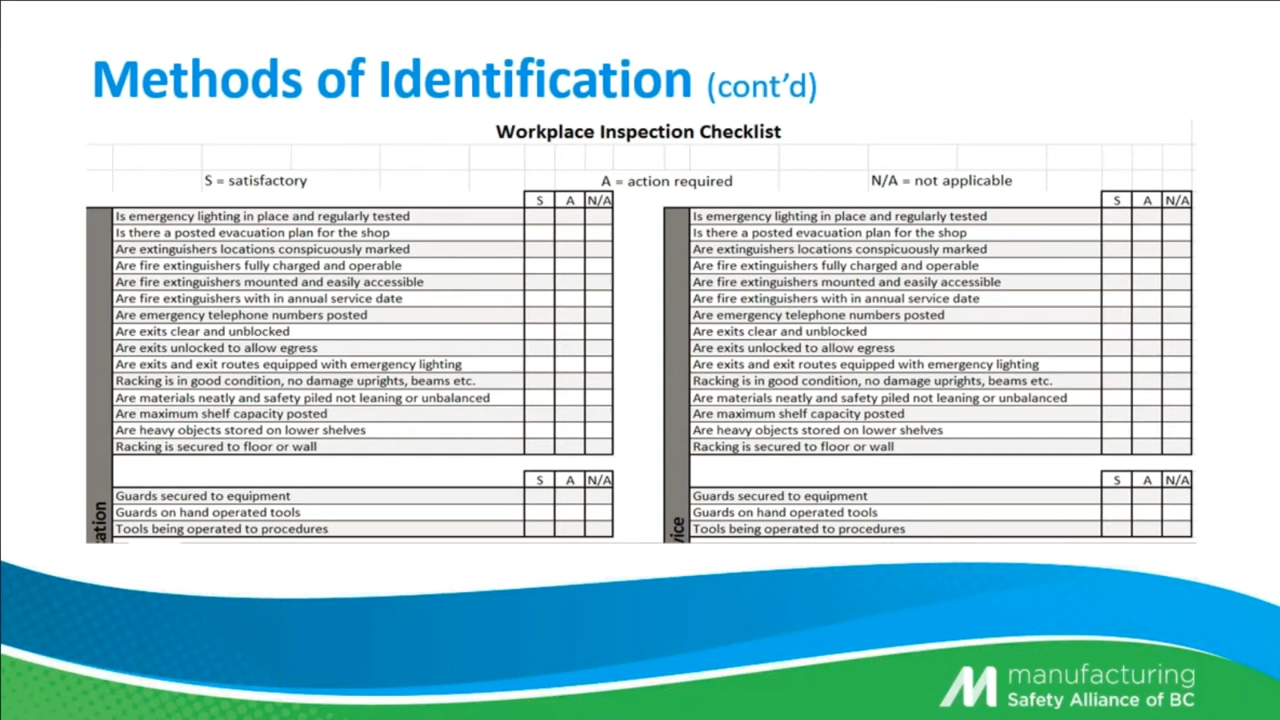 Methods of Identification (cont'd)
Workplace Inspection Checklist
S = satisfactory
A = action required
N/A = not applicable
S A N/A
Is emergency lighting in place and regularly tested
Is there a posted evacuation plan for the shop
Are extinguishers locations conspicuously marked
Are fire extinguishers fully charged and operable
Are fire extinguishers mounted and easily accessible
Are fire extinguishers with in annual service date
Are emergency telephone numbers posted
Are exits clear and unblocked
Are exits unlocked to allow egress
Are exits and exit routes equipped with emergency lighting
Racking is in good condition, no damage uprights, beams etc.
Are materials neatly and safety piled not leaning or unbalanced
Are maximum shelf capacity posted
Are heavy objects stored on lower shelves
Racking is secured to floor or wall
S A N/A
Guards secured to equipment
Guards on hand operated tools
Tools being operated to procedures
S A N/A
Is emergency lighting in place and regularly tested
Is there a posted evacuation plan for the shop
Are extinguishers locations conspicuously marked
Are fire extinguishers fully charged and operable
Are fire extinguishers mounted and easily accessible
Are fire extinguishers with in annual service date
Are emergency telephone numbers posted
Are exits clear and unblocked
Are exits unlocked to allow egress
Are exits and exit routes equipped with emergency lighting
Racking is in good condition, no damage uprights, beams etc.
Are materials neatly and safety piled not leaning or unbalanced
Are maximum shelf capacity posted
Are heavy objects stored on lower shelves
Racking is secured to floor or wall
S A N/A
Guards secured to equipment
Guards on hand operated tools
Tools being operated to procedures
manufacturing
Safety Alliance of BC